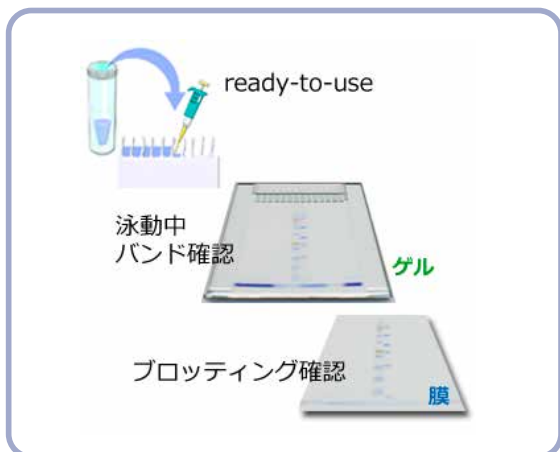 ready-to-use
泳動中
バンド確認
ゲル
ブロッティング確認
膜